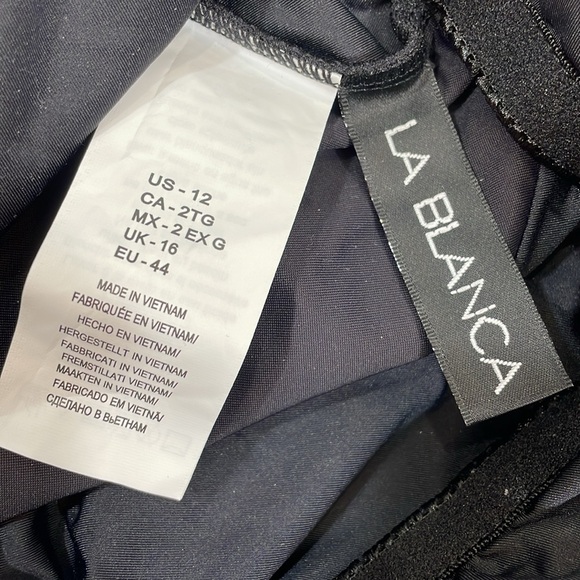 US - 12
CA - 2TG
MX - 2 EX G
UK - 16
EU - 44
MADE IN VIETNAM
FABRIQUÉE EN VIETNAM/
HECHO EN VIETNAM/
HERGESTELLT IN VIETNAM/
FABBRICATI IN VIETNAM/
FREMSTILLATI VIETNAM/
MAAKTEN IN VIETNAM/
FABRICADO EM VIETNÃ/
СДЕЛАНО В ВЬЕТНАМ
LA BLANCA